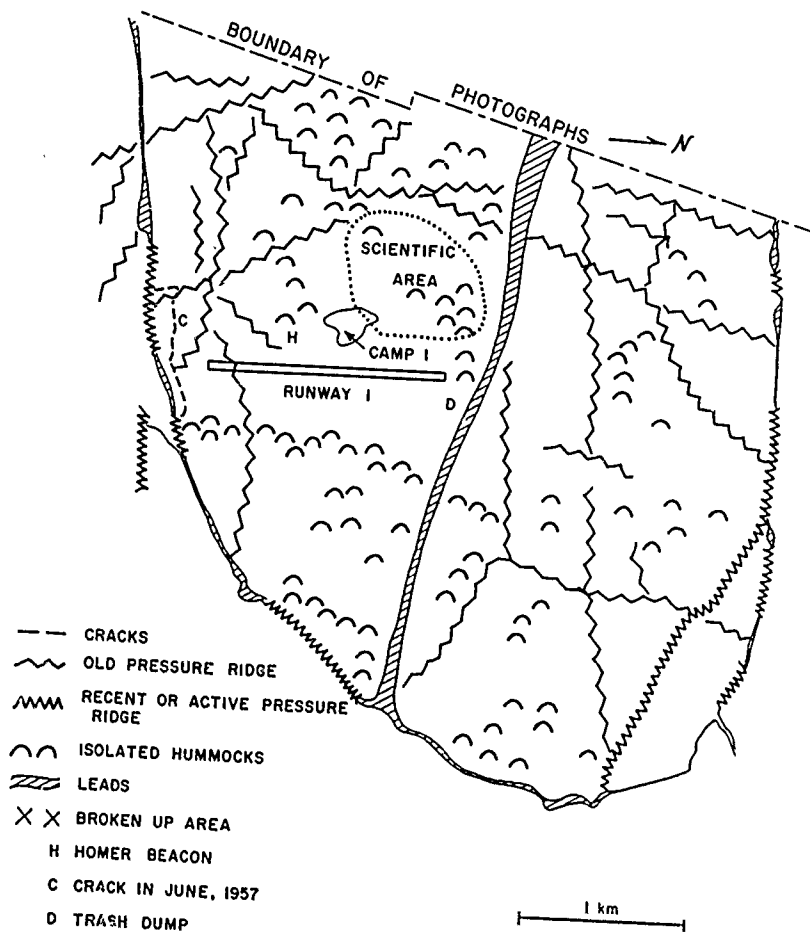 BOUNDARY OF PHOTOGRAPHS
N
SCIENTIFIC
AREA
C
H
CAMP I
RUNWAY I
D
CRACKS
OLD PRESSURE RIDGE
RECENT OR ACTIVE PRESSURE
RIDGE
ISOLATED HUMMOCKS
LEADS
BROKEN UP AREA
H HOMER BEACON
C CRACK IN JUNE, 1957
D TRASH DUMP
1 km